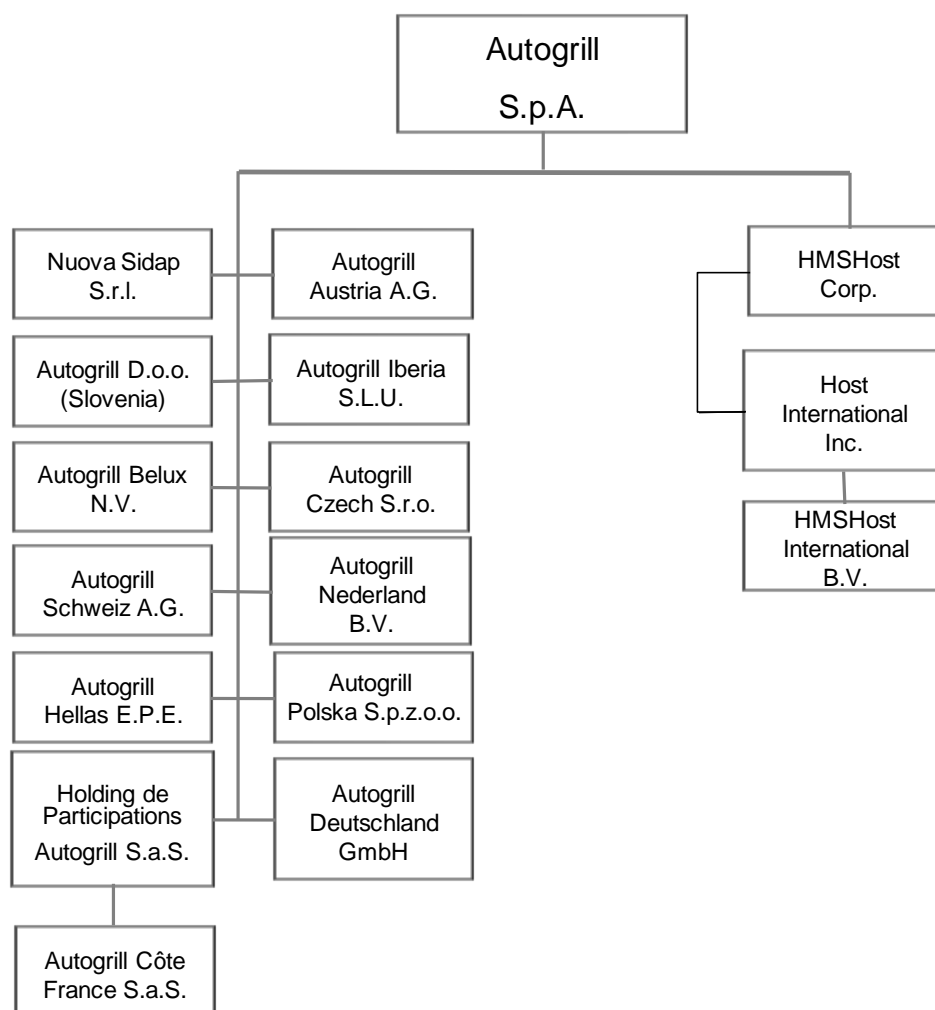 Autogrill
S.p.A.
Nuova Sidap
S.r.l.
Autogrill
Austria A.G.
HMSHost
Corp.
Autogrill D.o.o.
(Slovenia)
Autogrill Iberia
S.L.U.
Host
International
Inc.
Autogrill Belux
N.V.
Autogrill
Czech S.r.o.
HMSHost
International
B.V.
Autogrill
Schweiz A.G.
Autogrill
Nederland
B.V.
Autogrill
Hellas E.P.E.
Autogrill
Polska S.p.z.o.o.
Holding de
Participations
Autogrill S.a.S.
Autogrill
Deutschland
GmbH
Autogrill Côte
France S.a.S.